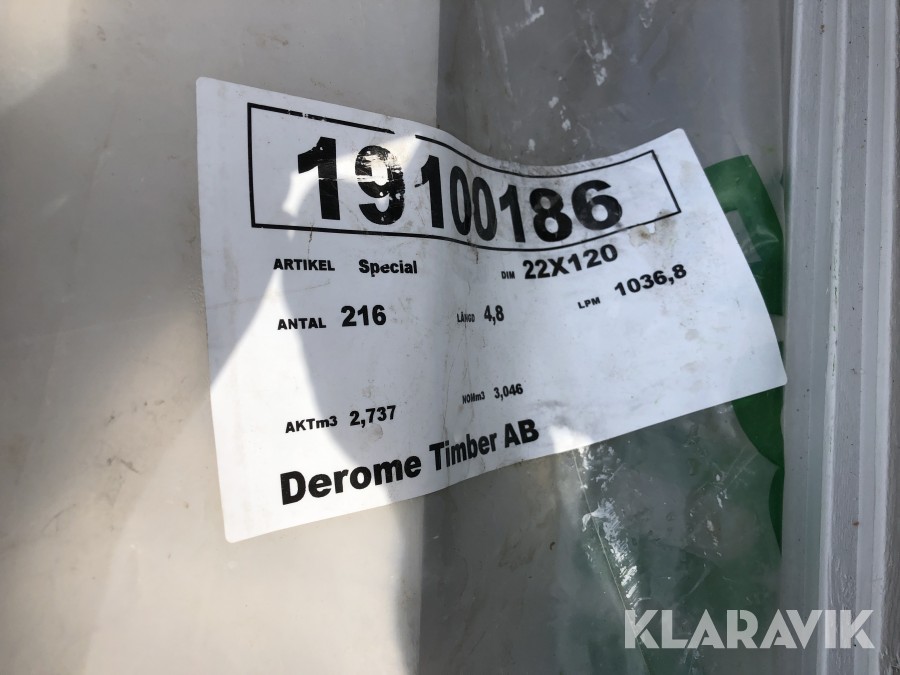 19100186
ARTIKEL Special DIM 22X120
ANTAL 216 LÄNGD 4,8 LPM 1036,8
AKTm3 2,737 NOMm3 3,046
Derome Timber AB
KLARAVIK